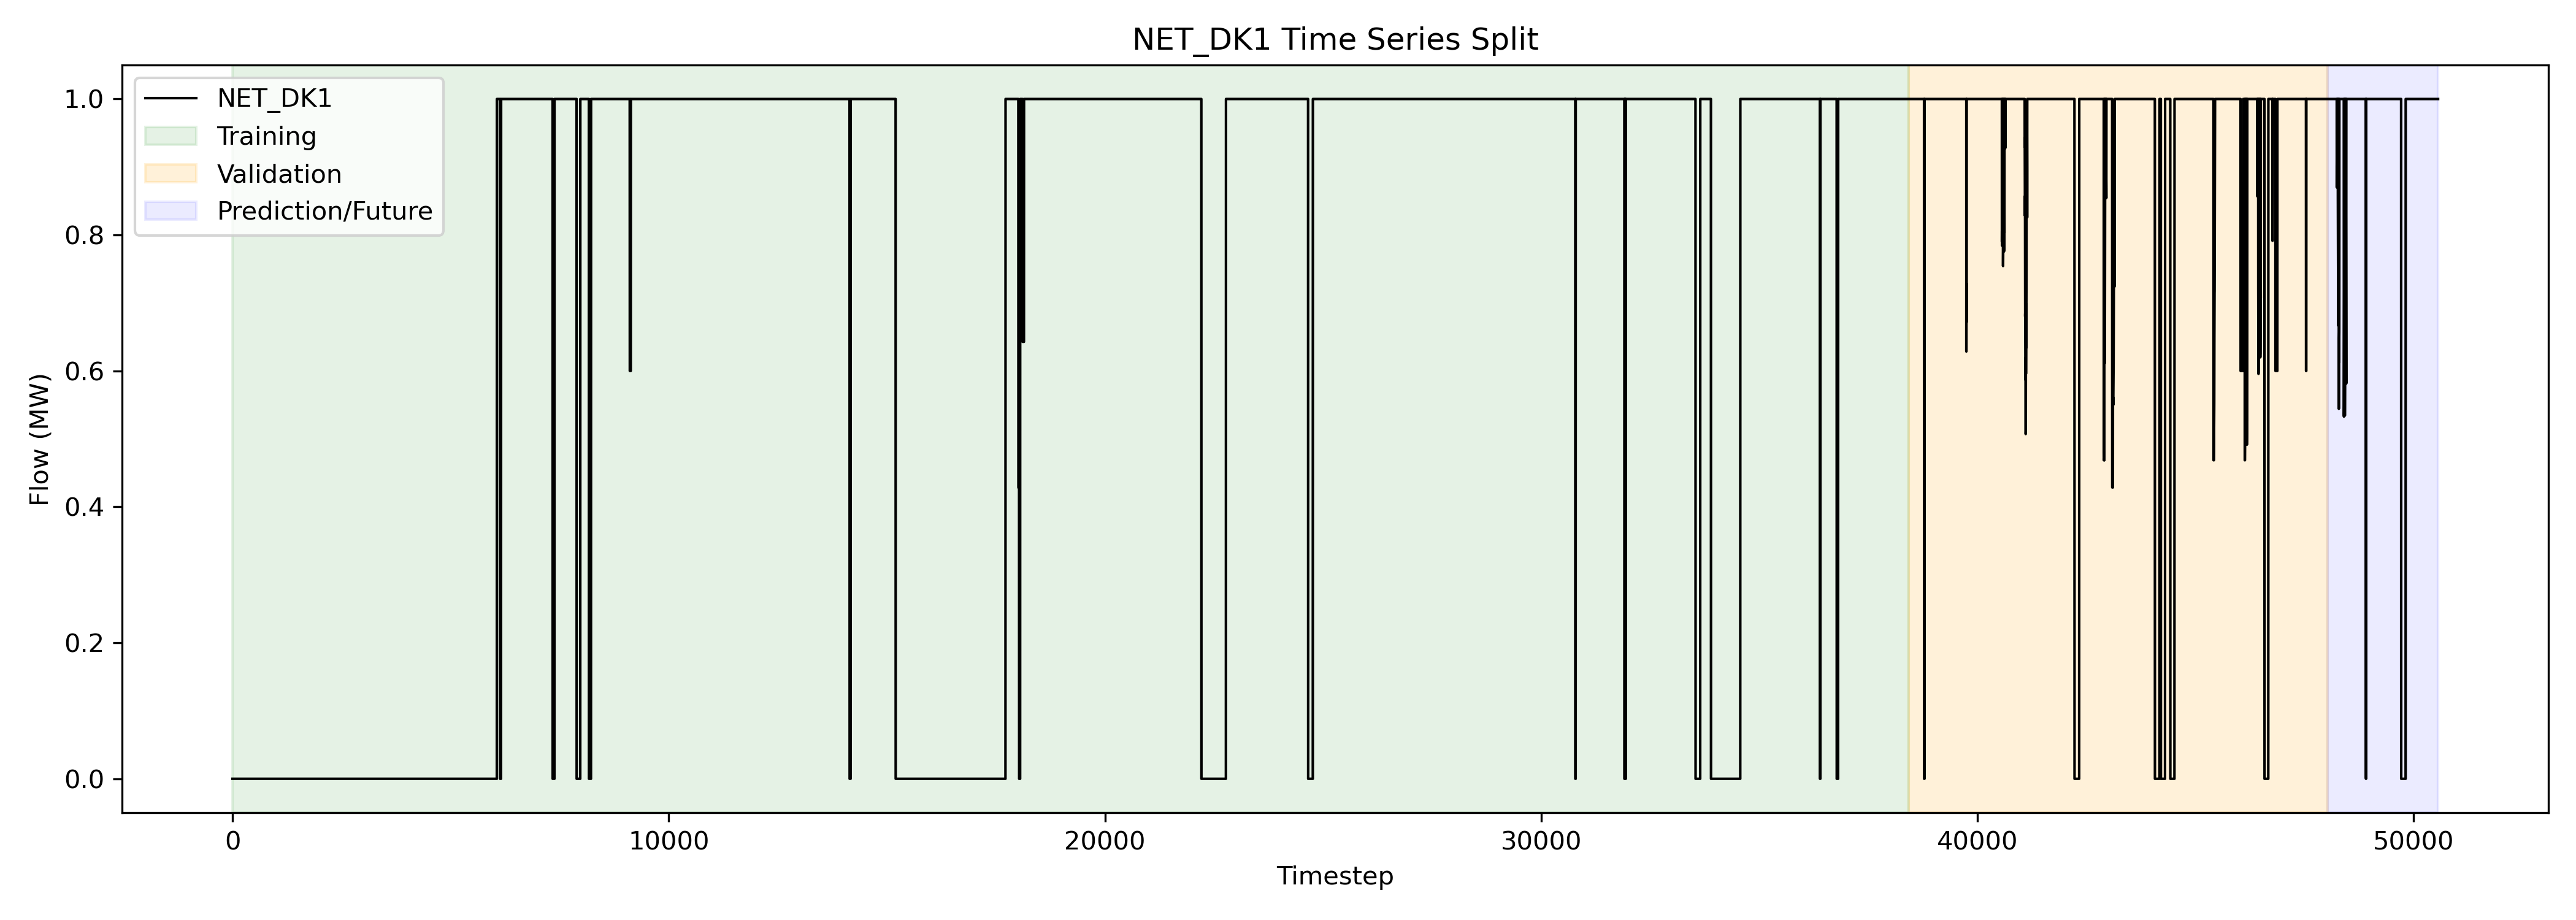 NET_DK1 Time Series Split
NET_DK1
Training
Validation
Prediction/Future
Flow (MW)
1.0
0.8
0.6
0.4
0.2
0.0
0 10000 20000 30000 40000 50000
Timestep